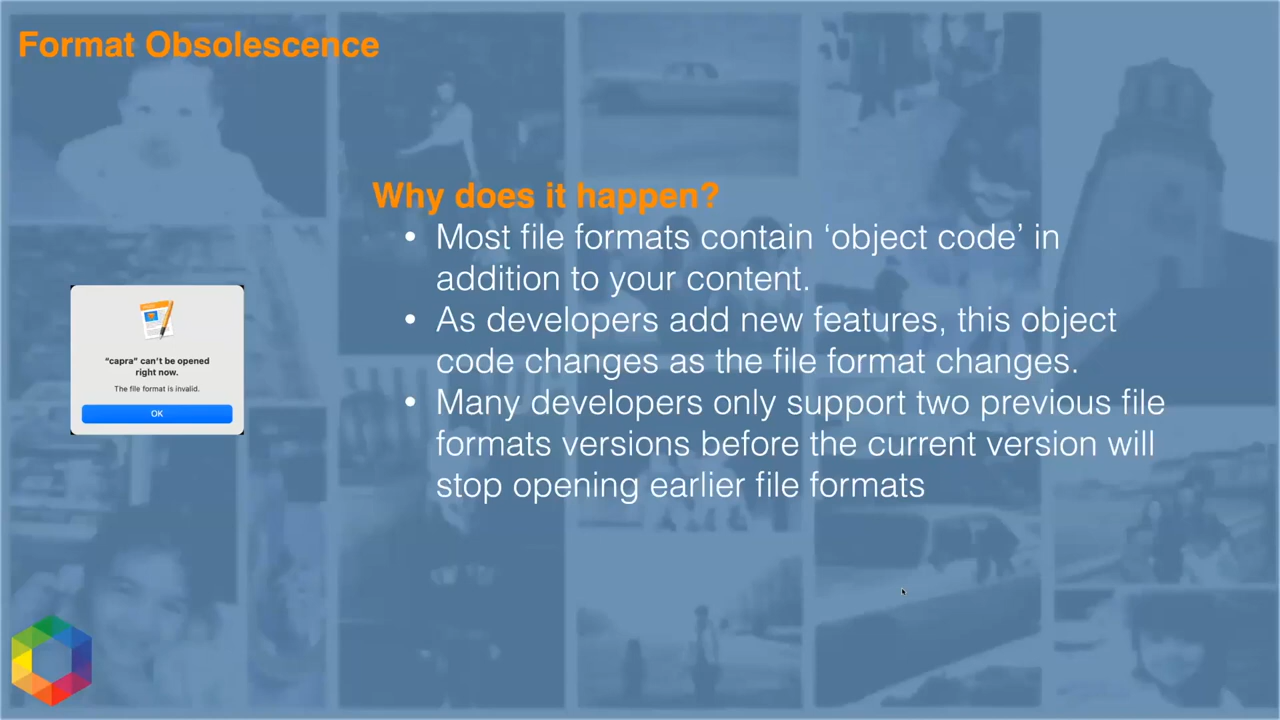 Format Obsolescence
Why does it happen?
• Most file formats contain ‘object code’ in
addition to your content.
• As developers add new features, this object
code changes as the file format changes.
• Many developers only support two previous file
formats versions before the current version will
stop opening earlier file formats
“capra” can’t be opened
right now.
The file format is invalid.
OK